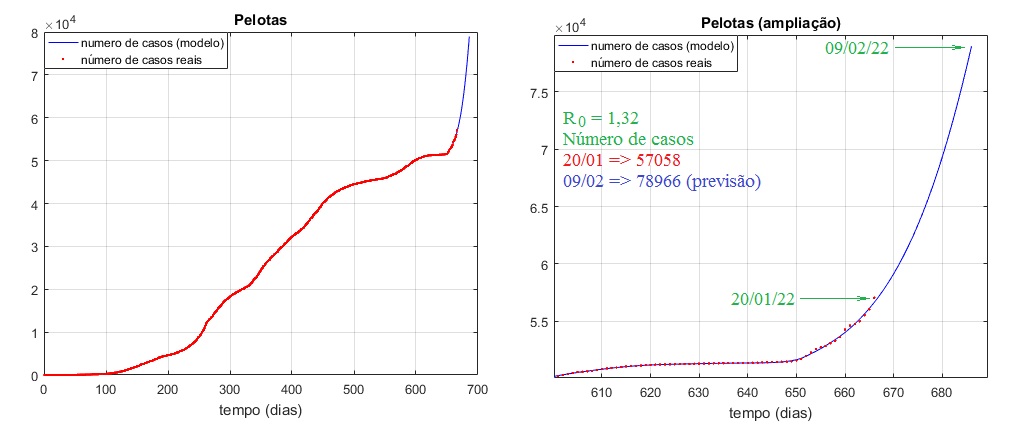 Pelotas
×10⁴
numero de casos (modelo)
número de casos reais
8
7
6
5
4
3
2
1
0
0
100
200
300
400
500
600
700
tempo (dias)
Pelotas (ampliação)
×10⁴
numero de casos (modelo)
número de casos reais
09/02/22
7.5
R₀ = 1,32
Número de casos
20/01 => 57058
09/02 => 78966 (previsão)
7
6.5
6
20/01/22
5.5
610
620
630
640
650
660
670
680
tempo (dias)